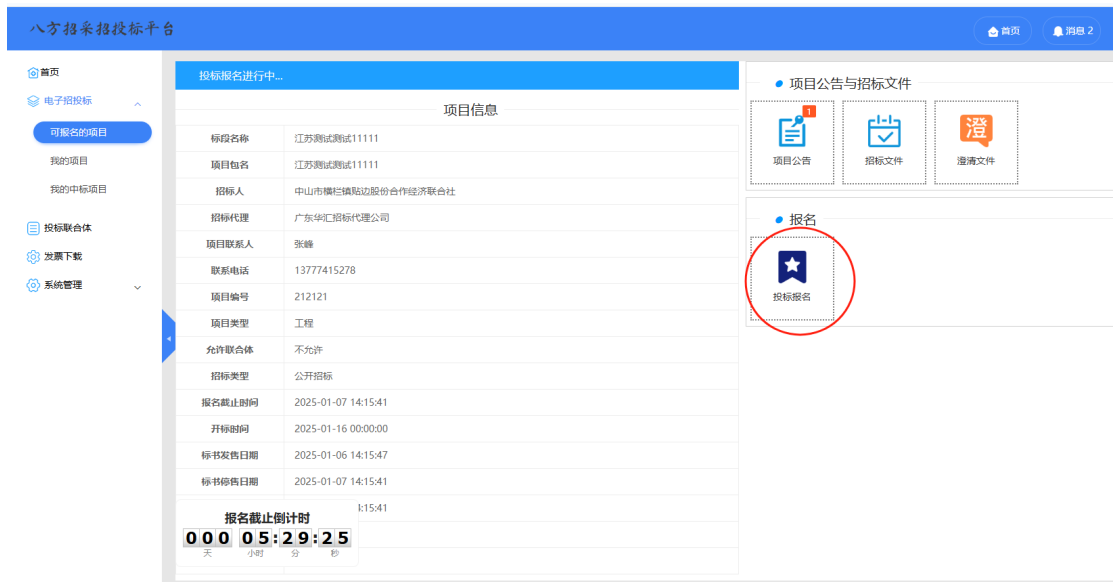 八方招采招投标平台
首页
消息 2
首页
电子招投标
可报名的项目
我的项目
我的中标项目
投标联合体
发票下载
系统管理
投标报名进行中...
项目信息
标段名称 江苏测试测试11111
项目包名 江苏测试测试11111
招标人 中山市横栏镇贴边股份合作经济联合社
招标代理 广东华汇招标代理公司
项目联系人 张峰
联系电话 13777415278
项目编号 212121
项目类型 工程
允许联合体 不允许
招标类型 公开招标
报名截止时间 2025-01-07 14:15:41
开标时间 2025-01-16 00:00:00
标书发售日期 2025-01-06 14:15:47
标书停售日期 2025-01-07 14:15:41
4:15:41
报名截止倒计时
000 05:29:25
天 小时 分 秒
项目公告与招标文件
1
澄
项目公告 招标文件 澄清文件
报名
投标报名